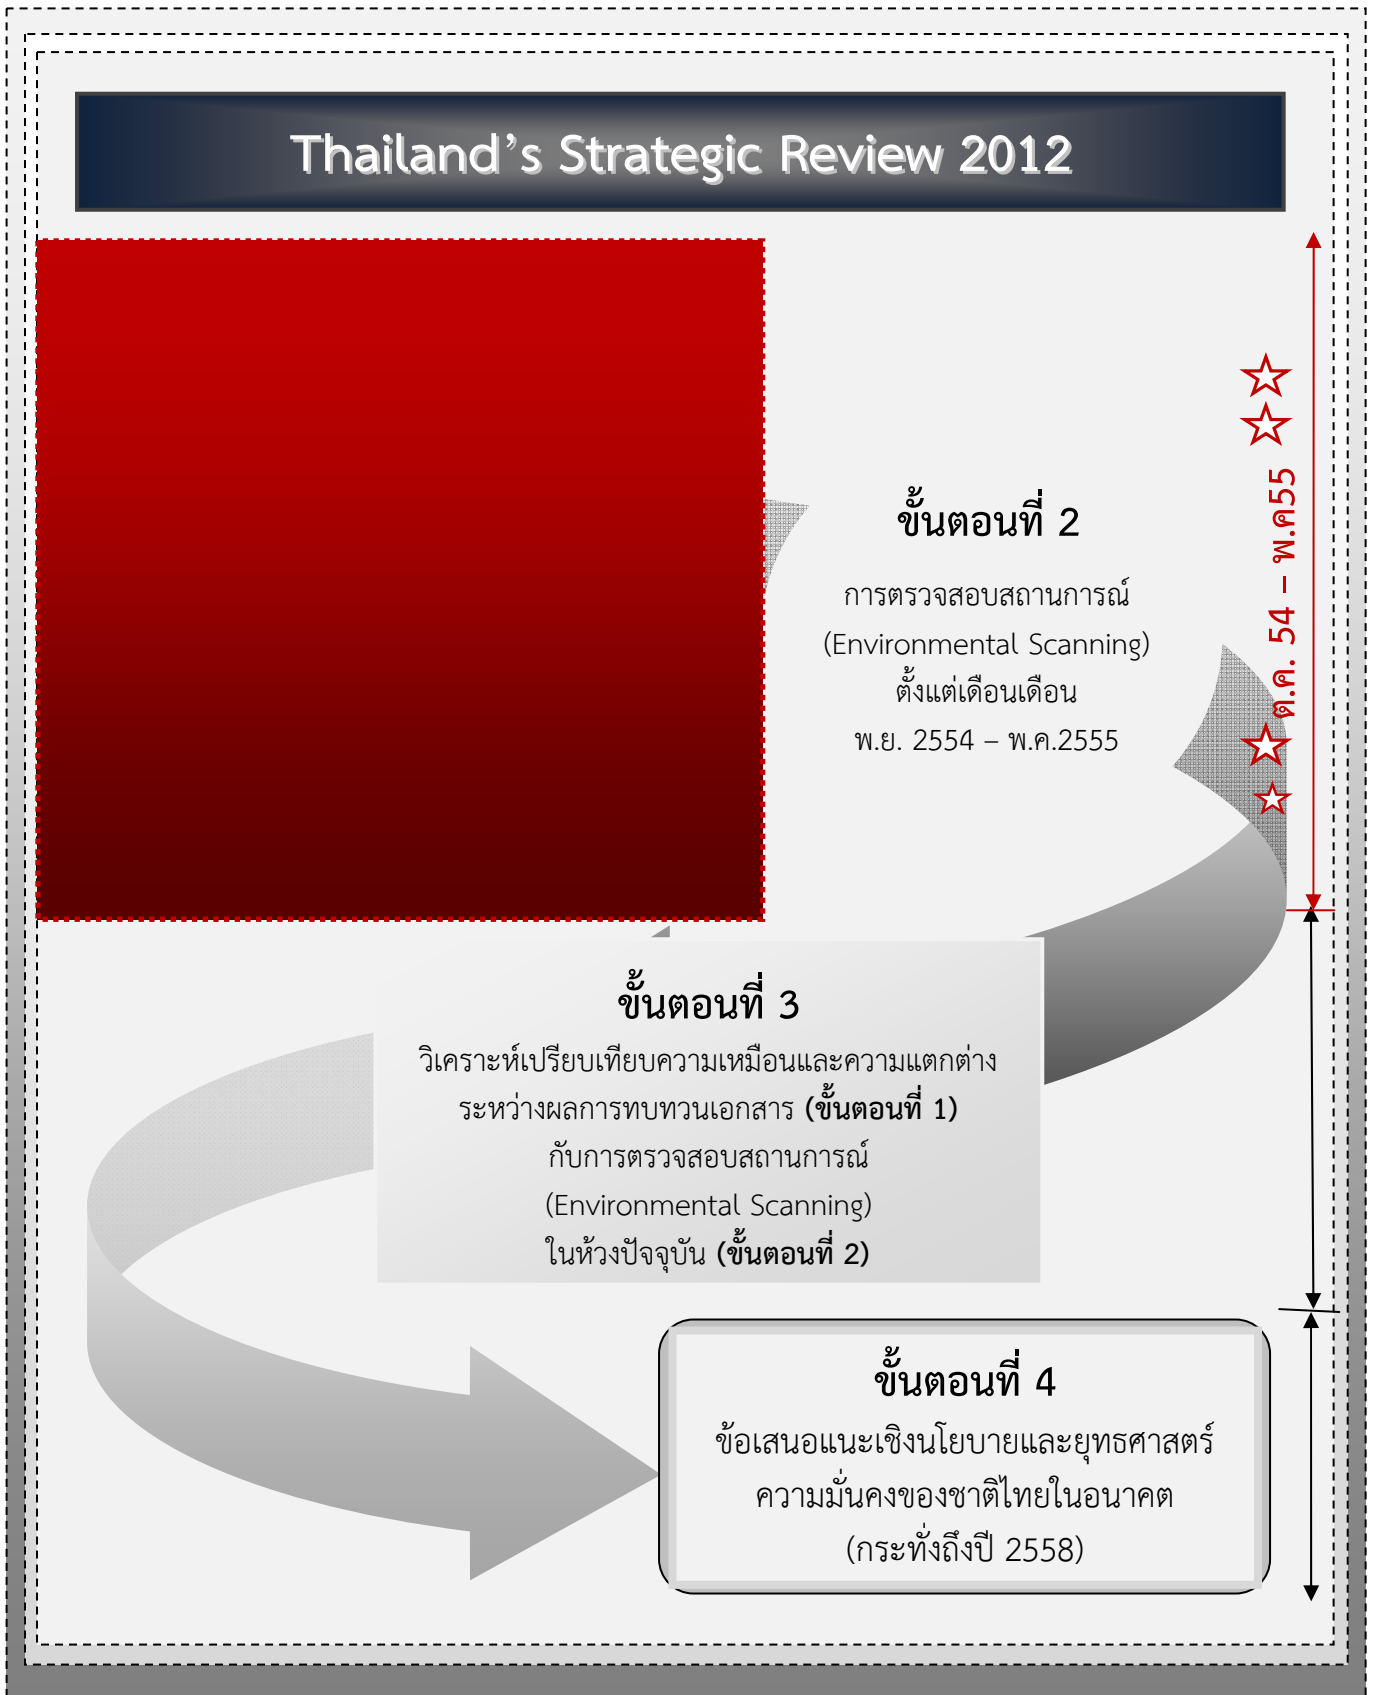 Thailand's Strategic Review 2012
ขั้นตอนที่ 2
การตรวจสอบสถานการณ์
(Environmental Scanning)
ตั้งแต่เดือนเดือน
พ.ย. 2554 – พ.ค.2555
ต.ค. 54 – พ.ค55
ขั้นตอนที่ 3
วิเคราะห์เปรียบเทียบความเหมือนและความแตกต่าง
ระหว่างผลการทบทวนเอกสาร (ขั้นตอนที่ 1)
กับการตรวจสอบสถานการณ์
(Environmental Scanning)
ในห้วงปัจจุบัน (ขั้นตอนที่ 2)
ขั้นตอนที่ 4
ข้อเสนอแนะเชิงนโยบายและยุทธศาสตร์
ความมั่นคงของชาติไทยในอนาคต
(กระทั่งถึงปี 2558)